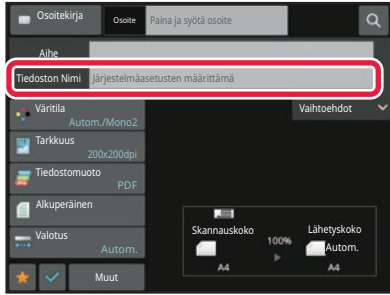 Osoitekirja
Osoite
Paina ja syötä osoite
Aihe
Tiedoston Nimi
Järjestelmäasetusten määrittämä
Väritila
Autom./Mono2
Vaihtoehdot
Tarkkuus
200x200dpi
Tiedostomuoto
PDF
Alkuperäinen
Valotus
Autom.
Muut
Skannauskoko
100%
Lähetyskoko
Autom.
A4
A4